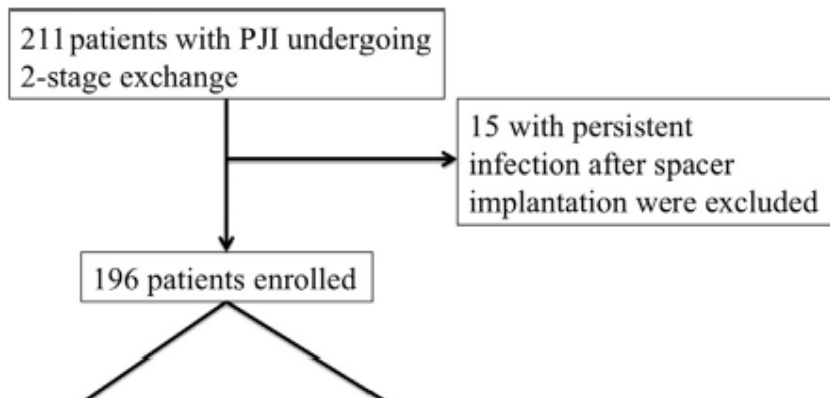 211 patients with PJI undergoing
2-stage exchange
15 with persistent
infection after spacer
implantation were excluded
196 patients enrolled